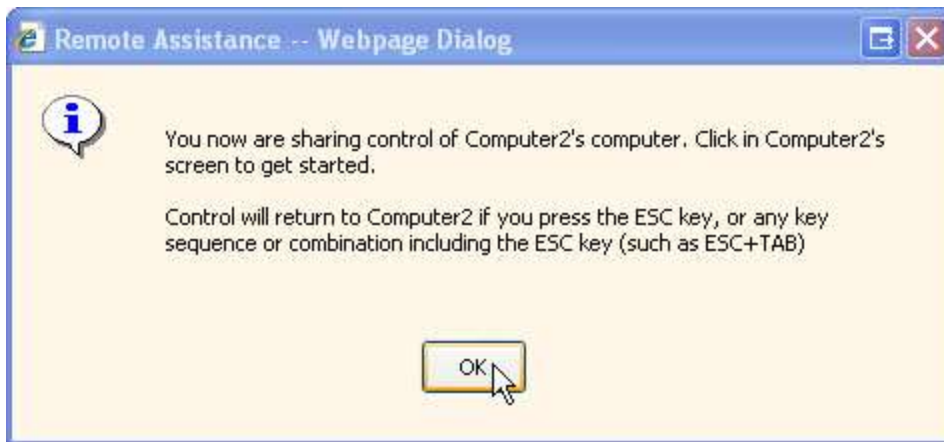 Remote Assistance -- Webpage Dialog
You now are sharing control of Computer2's computer. Click in Computer2's
screen to get started.
Control will return to Computer2 if you press the ESC key, or any key
sequence or combination including the ESC key (such as ESC+TAB)
OK